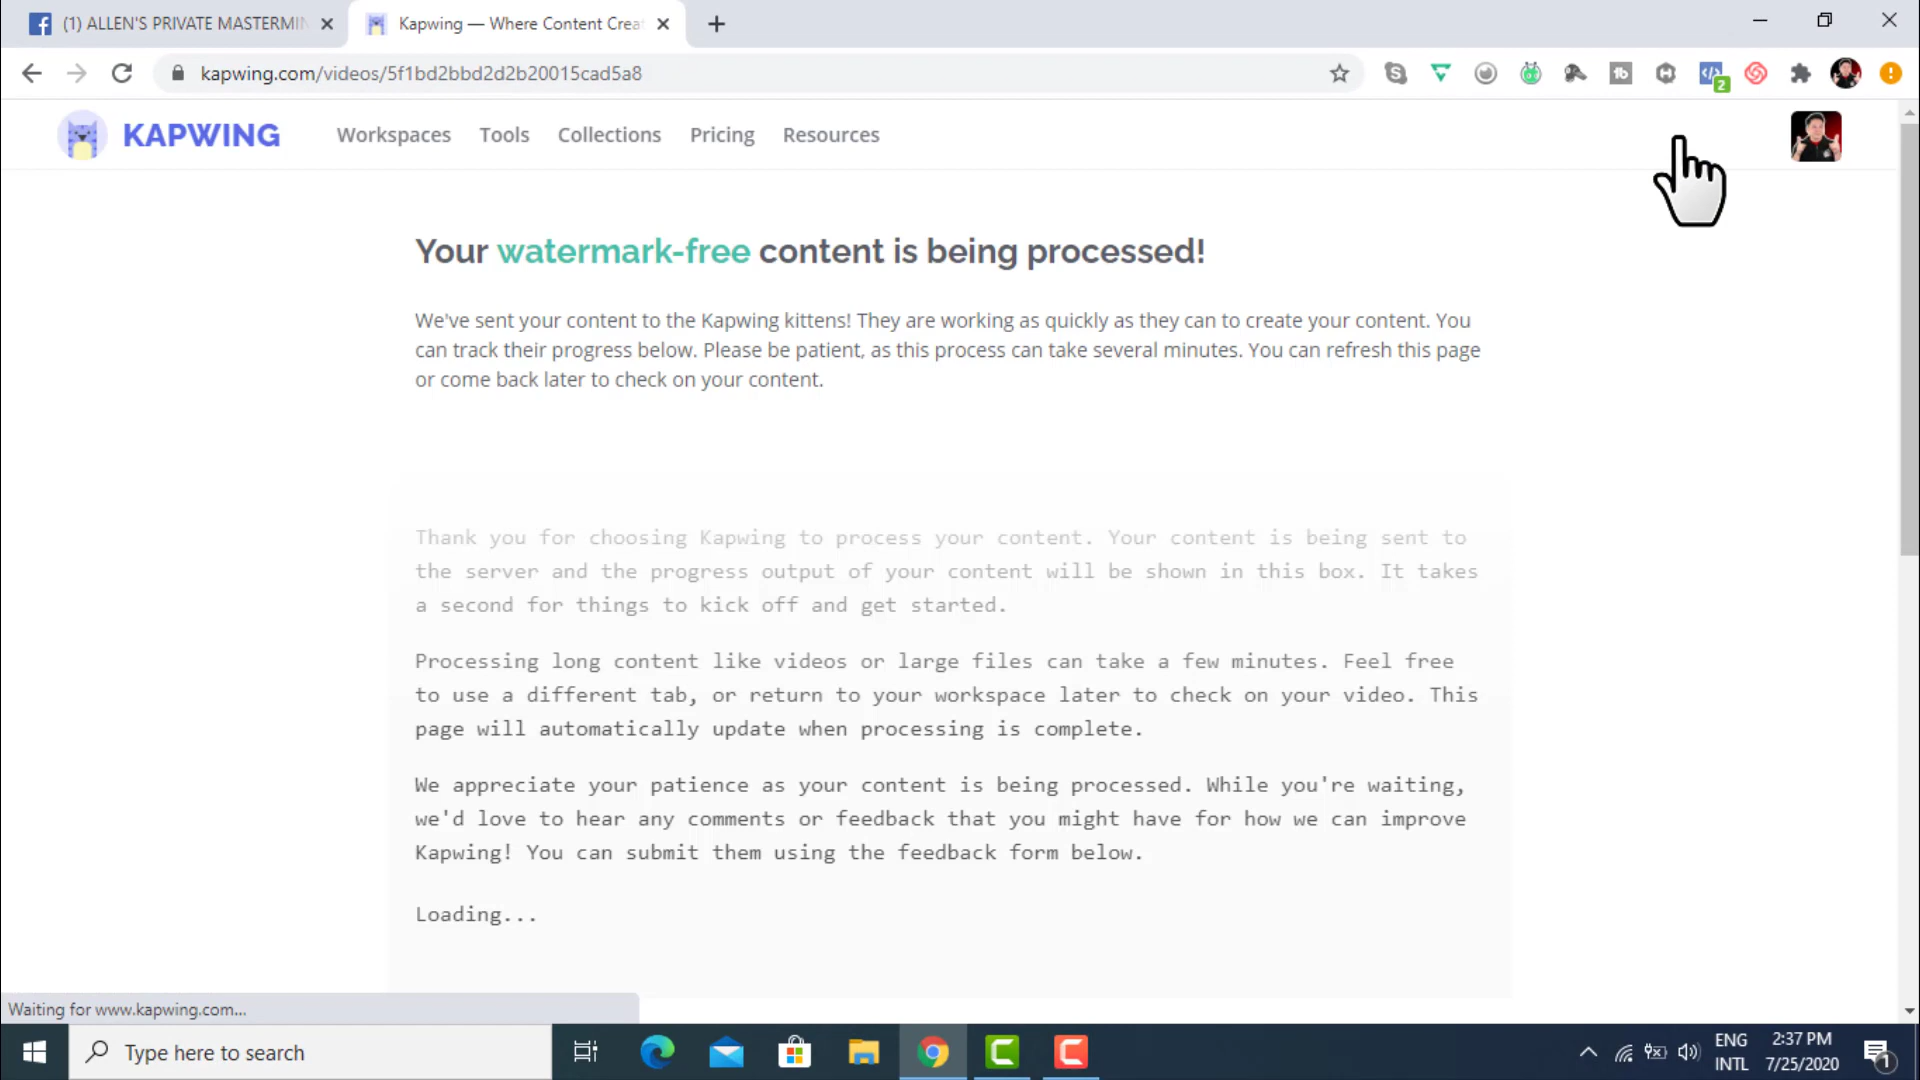 (1) ALLEN'S PRIVATE MASTERMIN
Kapwing — Where Content Crea
kapwing.com/videos/5f1bd2bbd2d2b20015cad5a8
2
KAPWING
Workspaces
Tools
Collections
Pricing
Resources
Your watermark-free content is being processed!
We've sent your content to the Kapwing kittens! They are working as quickly as they can to create your content. You
can track their progress below. Please be patient, as this process can take several minutes. You can refresh this page
or come back later to check on your content.
Thank you for choosing Kapwing to process your content. Your content is being sent to
the server and the progress output of your content will be shown in this box. It takes
a second for things to kick off and get started.
Processing long content like videos or large files can take a few minutes. Feel free
to use a different tab, or return to your workspace later to check on your video. This
page will automatically update when processing is complete.
We appreciate your patience as your content is being processed. While you're waiting,
we'd love to hear any comments or feedback that you might have for how we can improve
Kapwing! You can submit them using the feedback form below.
Loading...
Waiting for www.kapwing.com...
Type here to search
ENG
INTL
2:37 PM
7/25/2020
1